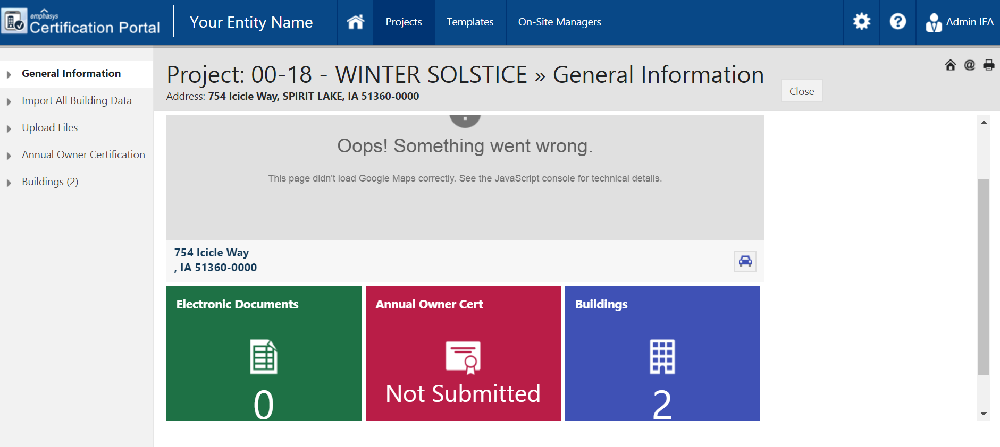 emphasys
Certification Portal
Your Entity Name
Projects
Templates
On-Site Managers
Admin IFA
General Information
Import All Building Data
Upload Files
Annual Owner Certification
Buildings (2)
Project: 00-18 - WINTER SOLSTICE » General Information
Address: 754 Icicle Way, SPIRIT LAKE, IA 51360-0000
Close
Oops! Something went wrong.
This page didn't load Google Maps correctly. See the JavaScript console for technical details.
754 Icicle Way
, IA 51360-0000
Electronic Documents
0
Annual Owner Cert
Not Submitted
Buildings
2